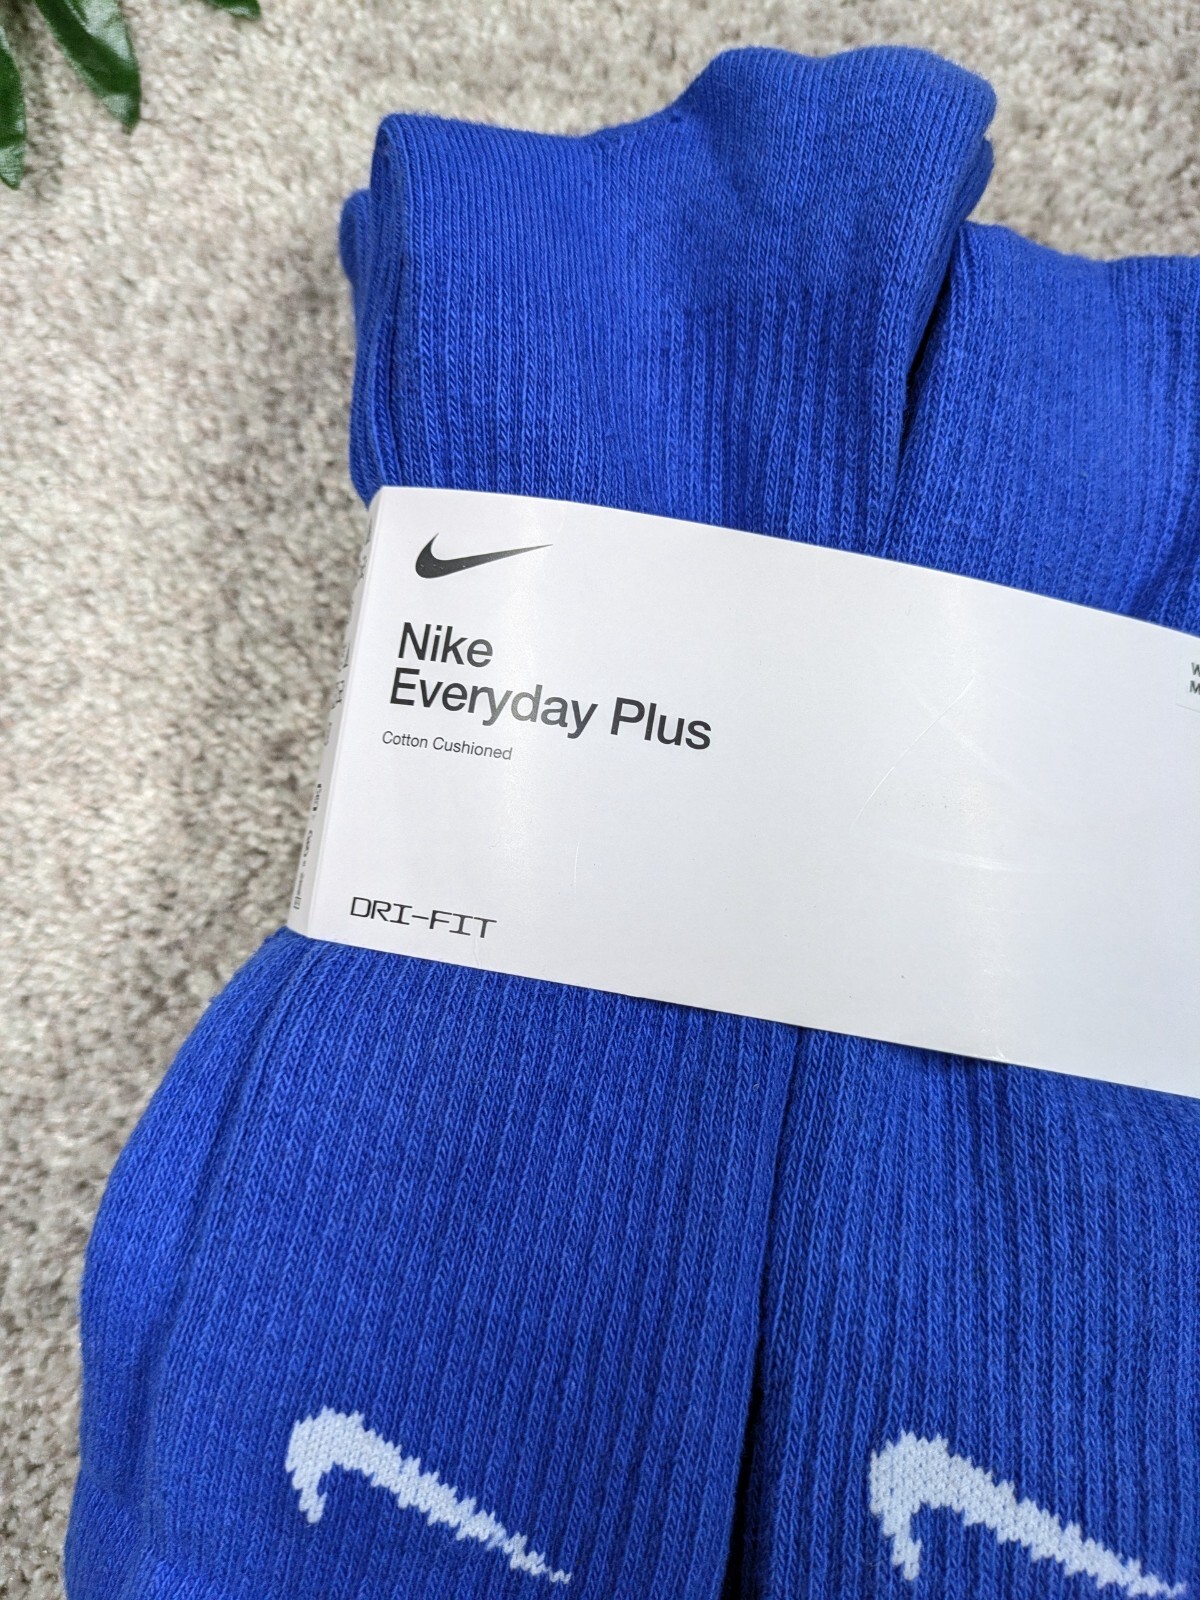 Nike
Everyday Plus
Cotton Cushioned
DRI-FIT